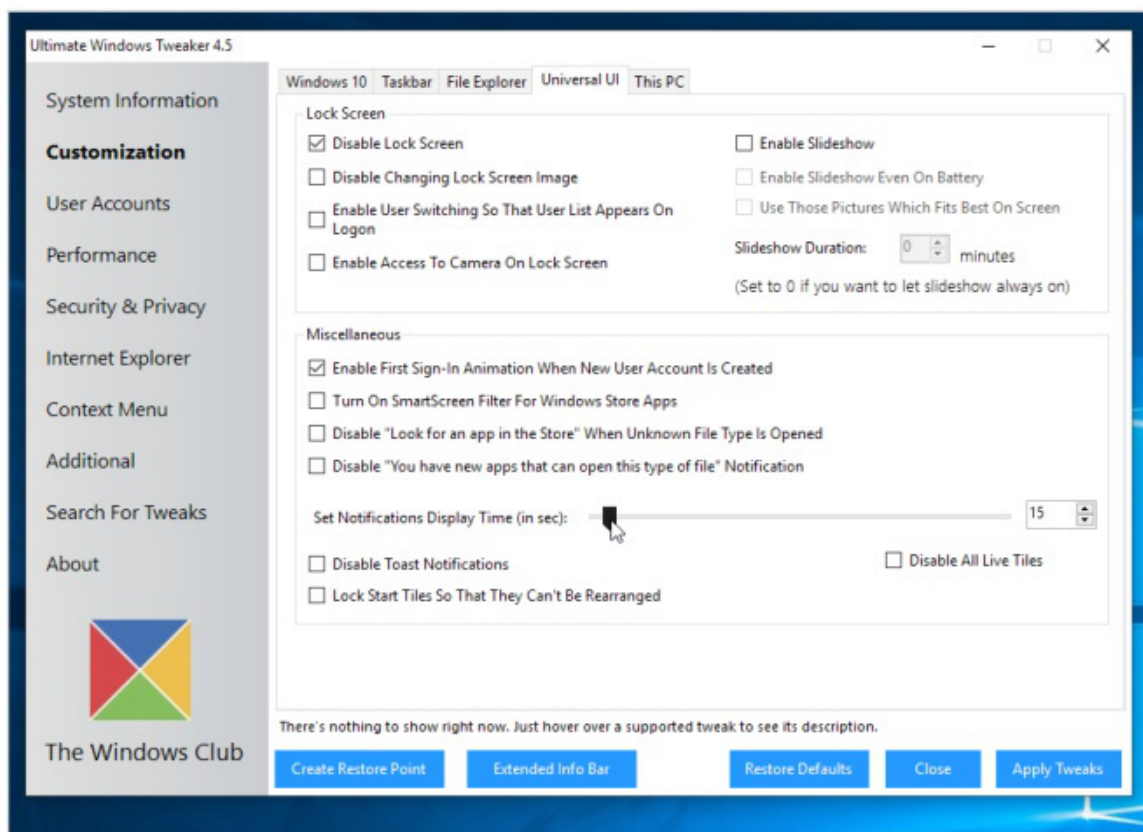 Ultimate Windows Tweaker 4.5
System Information
Customization
User Accounts
Performance
Security & Privacy
Internet Explorer
Context Menu
Additional
Search For Tweaks
About
The Windows Club
Windows 10 Taskbar File Explorer Universal UI This PC
Lock Screen
Disable Lock Screen
Disable Changing Lock Screen Image
Enable User Switching So That User List Appears On
Logon
Enable Access To Camera On Lock Screen
Enable Slideshow
Enable Slideshow Even On Battery
Use Those Pictures Which Fits Best On Screen
Slideshow Duration: 0 minutes
(Set to 0 if you want to let slideshow always on)
Miscellaneous
Enable First Sign-In Animation When New User Account Is Created
Turn On SmartScreen Filter For Windows Store Apps
Disable "Look for an app in the Store" When Unknown File Type Is Opened
Disable "You have new apps that can open this type of file" Notification
Set Notifications Display Time (in sec): 15
Disable Toast Notifications Disable All Live Tiles
Lock Start Tiles So That They Can't Be Rearranged
There's nothing to show right now. Just hover over a supported tweak to see its description.
Create Restore Point Extended Info Bar Restore Defaults Close Apply Tweaks